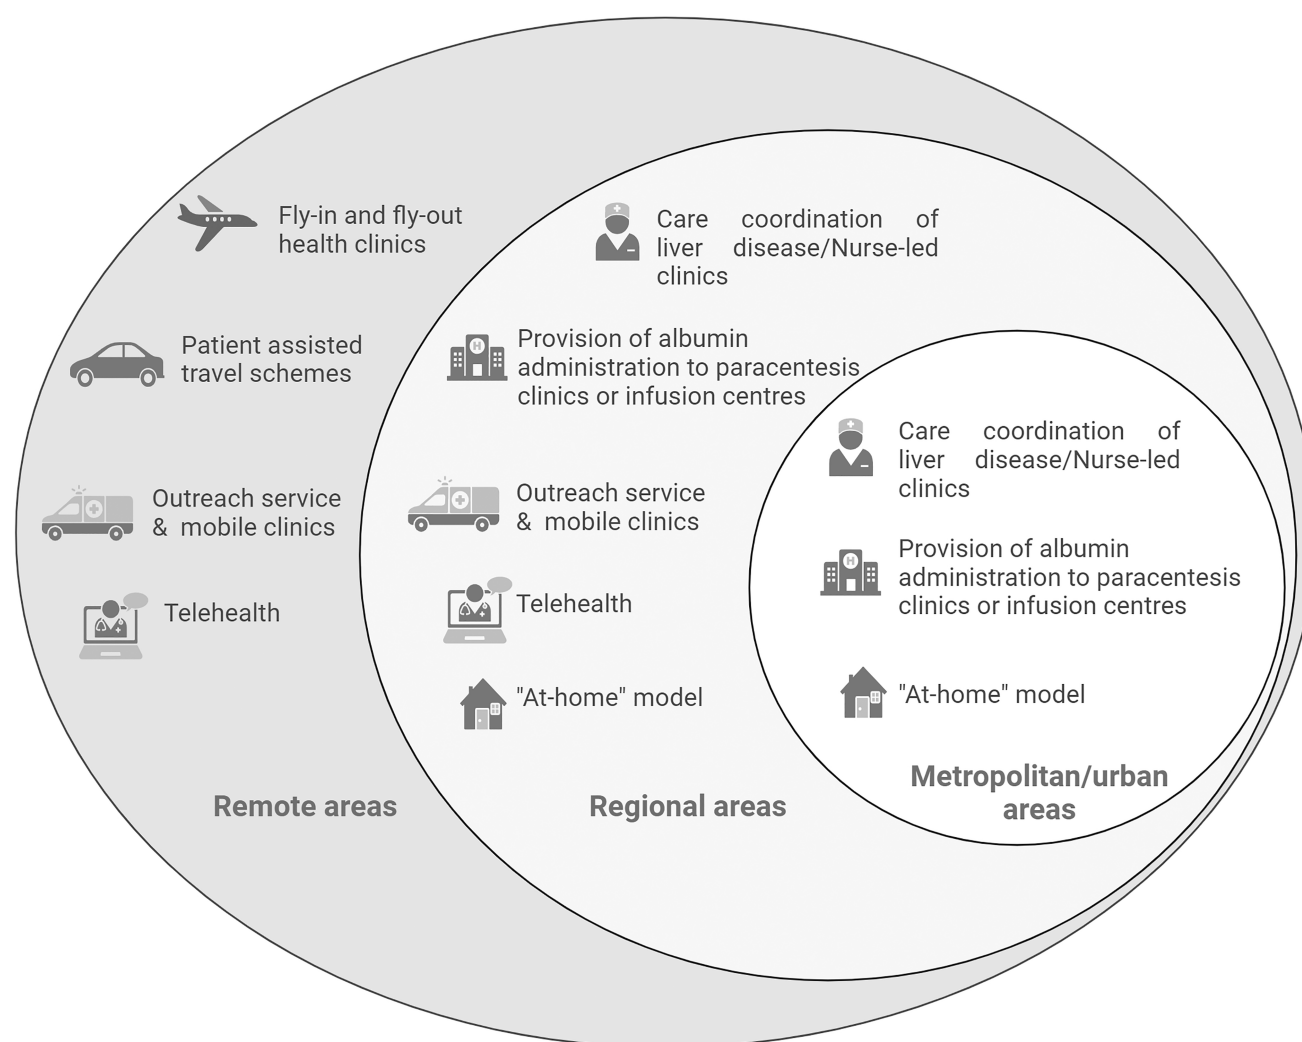 Fly-in and fly-out
health clinics
Patient assisted
travel schemes
Outreach service
& mobile clinics
Telehealth
Remote areas
Care coordination of
liver disease/Nurse-led
clinics
H
Provision of albumin
administration to paracentesis
clinics or infusion centres
Outreach service
& mobile clinics
Telehealth
"At-home" model
Regional areas
Care coordination of
liver disease/Nurse-led
clinics
H
Provision of albumin
administration to paracentesis
clinics or infusion centres
"At-home" model
Metropolitan/urban
areas